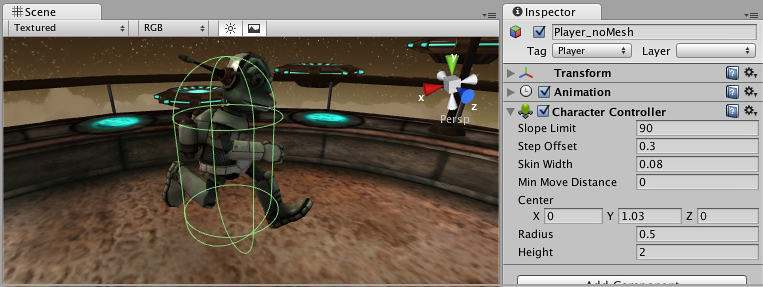 Scene
Inspector
Textured
RGB
Player_noMesh
Tag Player Layer
Transform
Animation
Character Controller
Slope Limit 90
Step Offset 0.3
Skin Width 0.08
Min Move Distance 0
Center
X 0 Y 1.03 Z 0
Radius 0.5
Height 2
Add Component
y
x
z
Persp